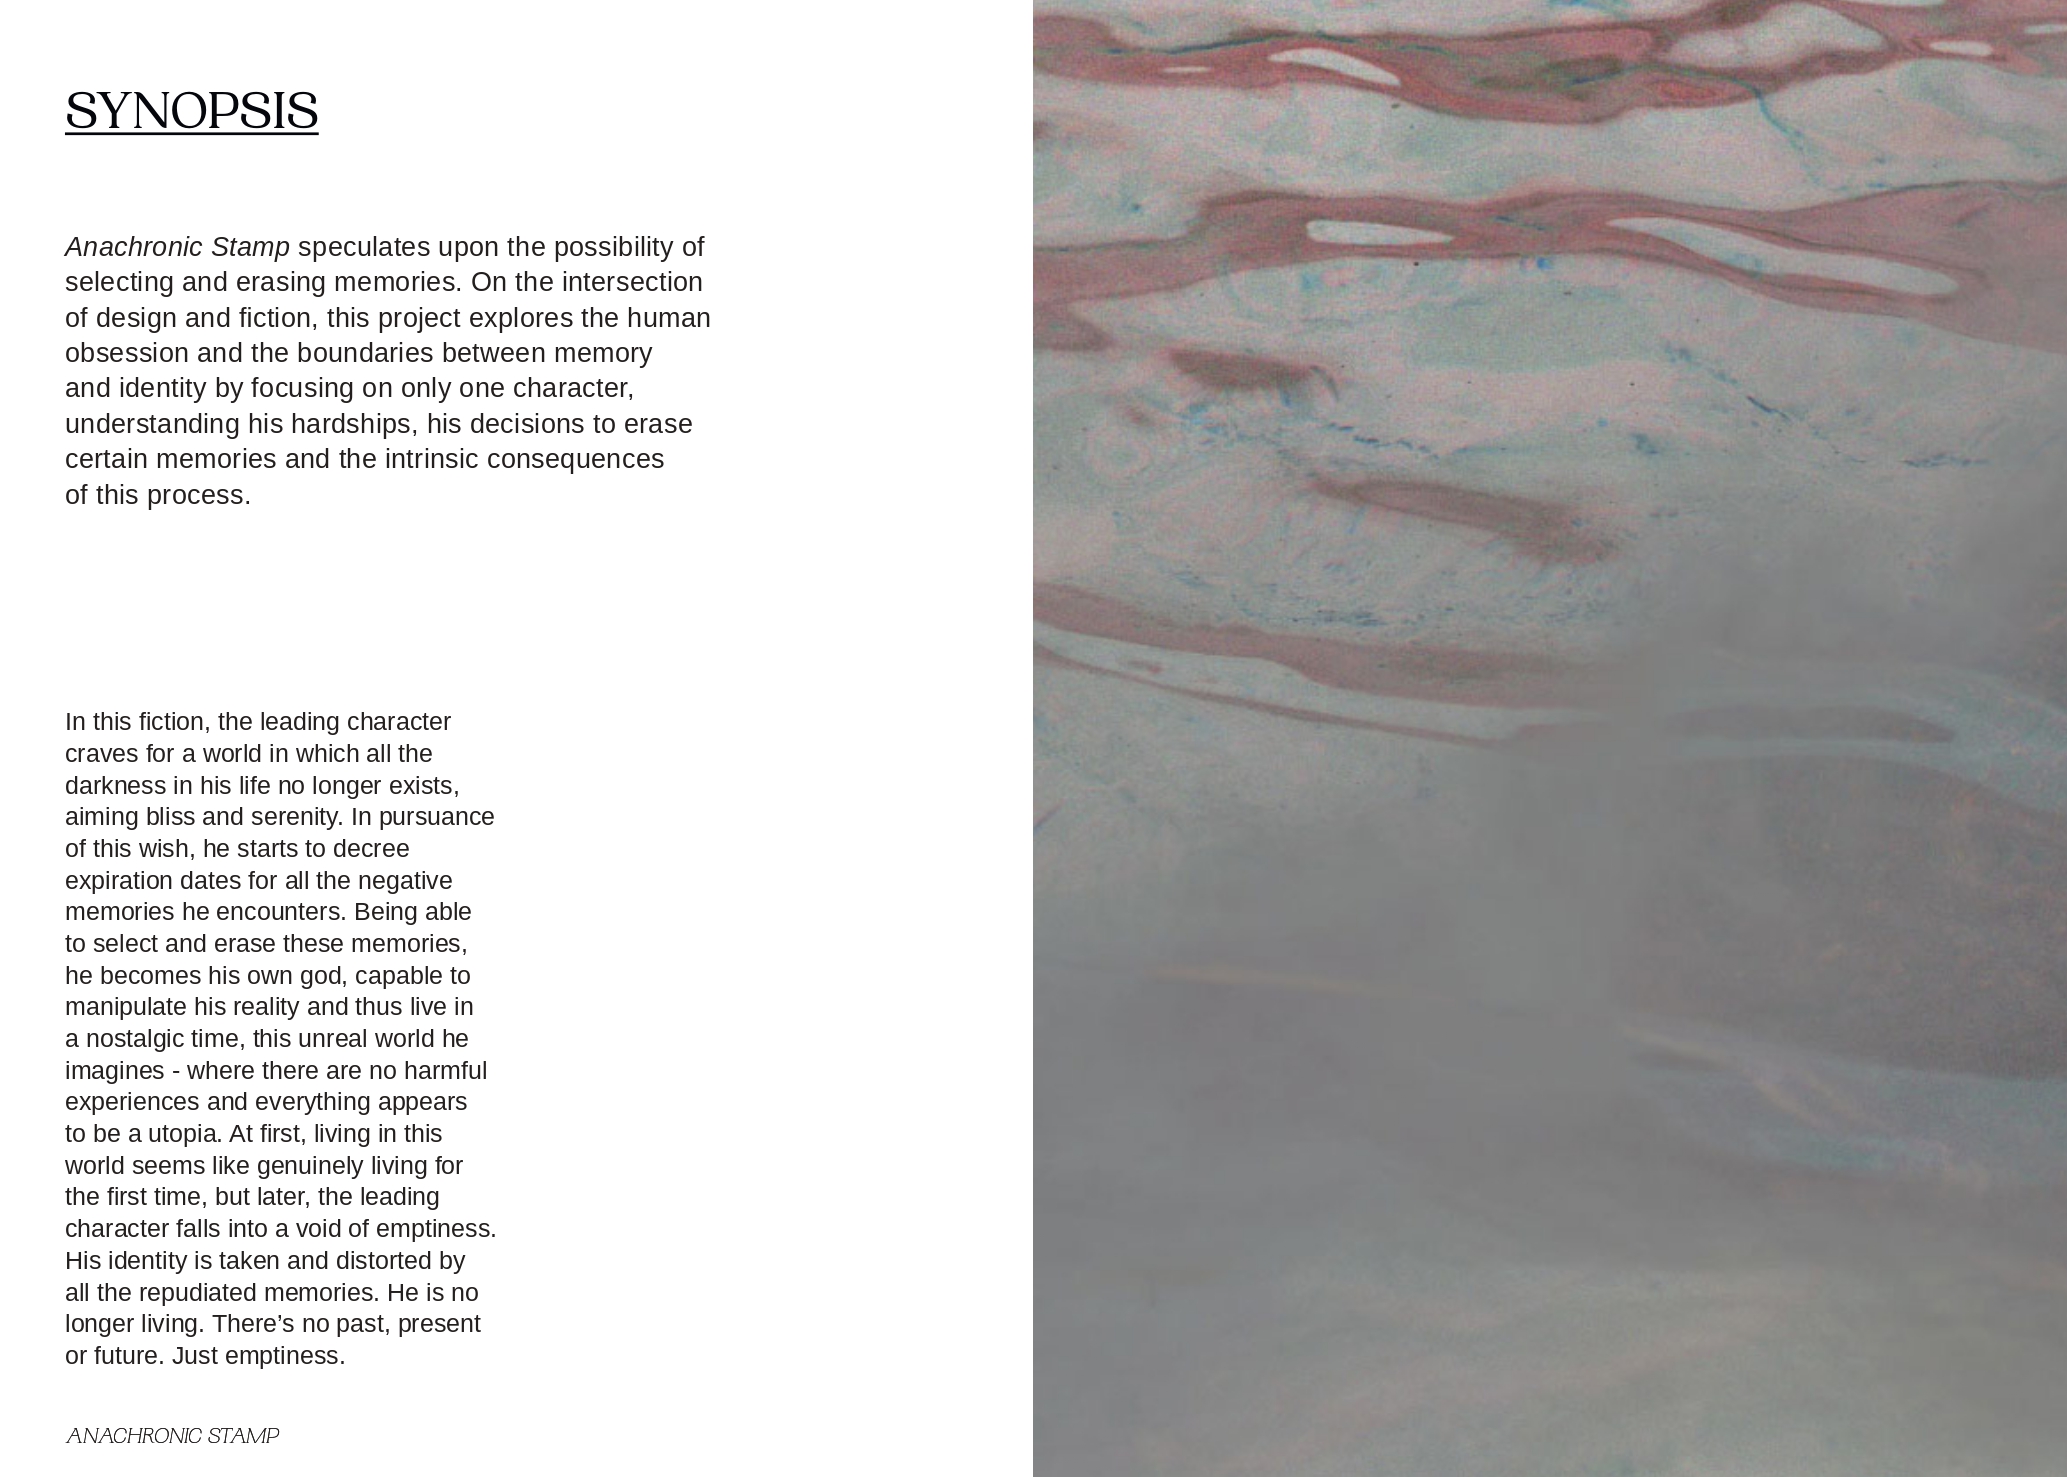 SYNOPSIS
Anachronic Stamp speculates upon the possibility of
selecting and erasing memories. On the intersection
of design and fiction, this project explores the human
obsession and the boundaries between memory
and identity by focusing on only one character,
understanding his hardships, his decisions to erase
certain memories and the intrinsic consequences
of this process.
In this fiction, the leading character
craves for a world in which all the
darkness in his life no longer exists,
aiming bliss and serenity. In pursuance
of this wish, he starts to decree
expiration dates for all the negative
memories he encounters. Being able
to select and erase these memories,
he becomes his own god, capable to
manipulate his reality and thus live in
a nostalgic time, this unreal world he
imagines - where there are no harmful
experiences and everything appears
to be a utopia. At first, living in this
world seems like genuinely living for
the first time, but later, the leading
character falls into a void of emptiness.
His identity is taken and distorted by
all the repudiated memories. He is no
longer living. There’s no past, present
or future. Just emptiness.
ANACHRONIC STAMP